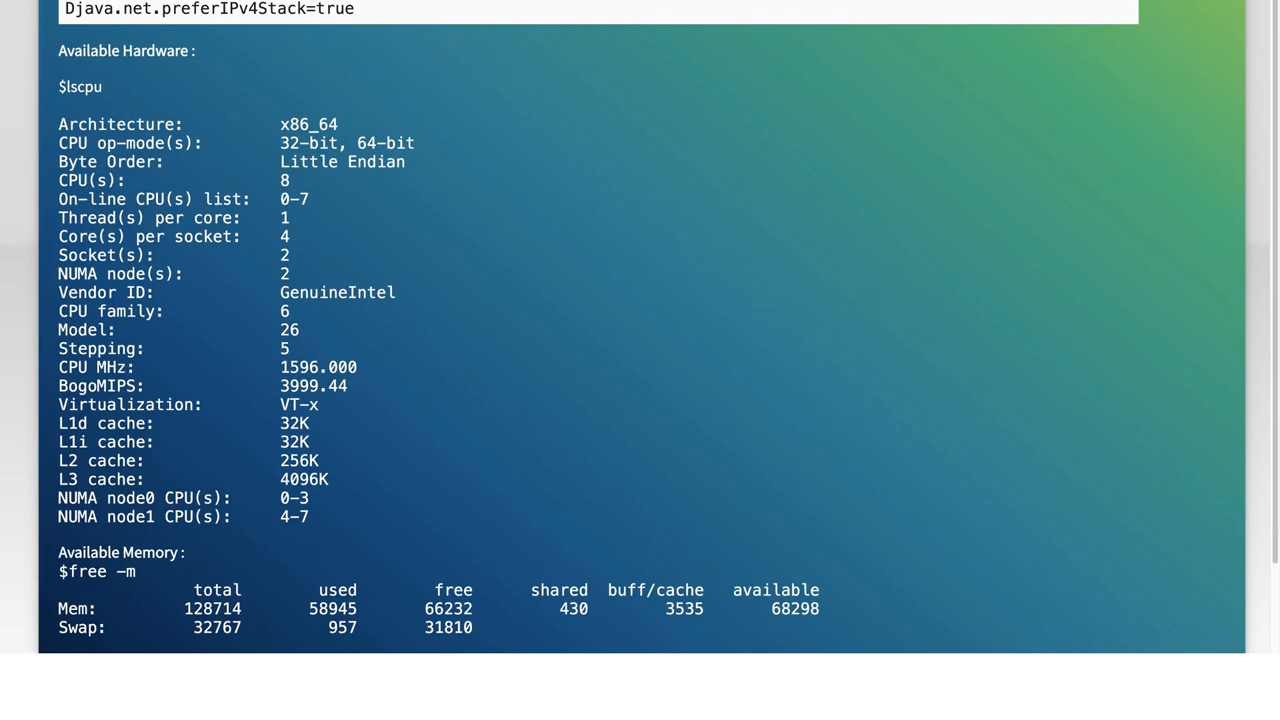 Djava.net.preferIPv4Stack=true
Available Hardware :
$lscpu
Architecture: x86_64
CPU op-mode(s): 32-bit, 64-bit
Byte Order: Little Endian
CPU(s): 8
On-line CPU(s) list: 0-7
Thread(s) per core: 1
Core(s) per socket: 4
Socket(s): 2
NUMA node(s): 2
Vendor ID: GenuineIntel
CPU family: 6
Model: 26
Stepping: 5
CPU MHz: 1596.000
BogoMIPS: 3999.44
Virtualization: VT-x
L1d cache: 32K
L1i cache: 32K
L2 cache: 256K
L3 cache: 4096K
NUMA node0 CPU(s): 0-3
NUMA node1 CPU(s): 4-7
Available Memory :
$free -m
total used free shared buff/cache available
Mem: 128714 58945 66232 430 3535 68298
Swap: 32767 957 31810